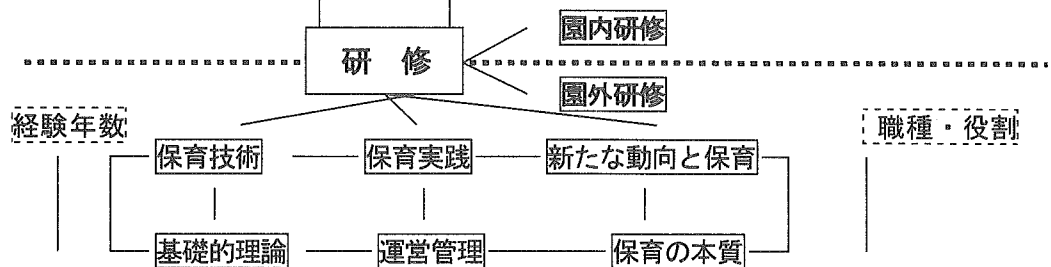 園内研修
研修
園外研修
経験年数
職種・役割
保育技術
保育実践
新たな動向と保育
基礎的理論
運営管理
保育の本質